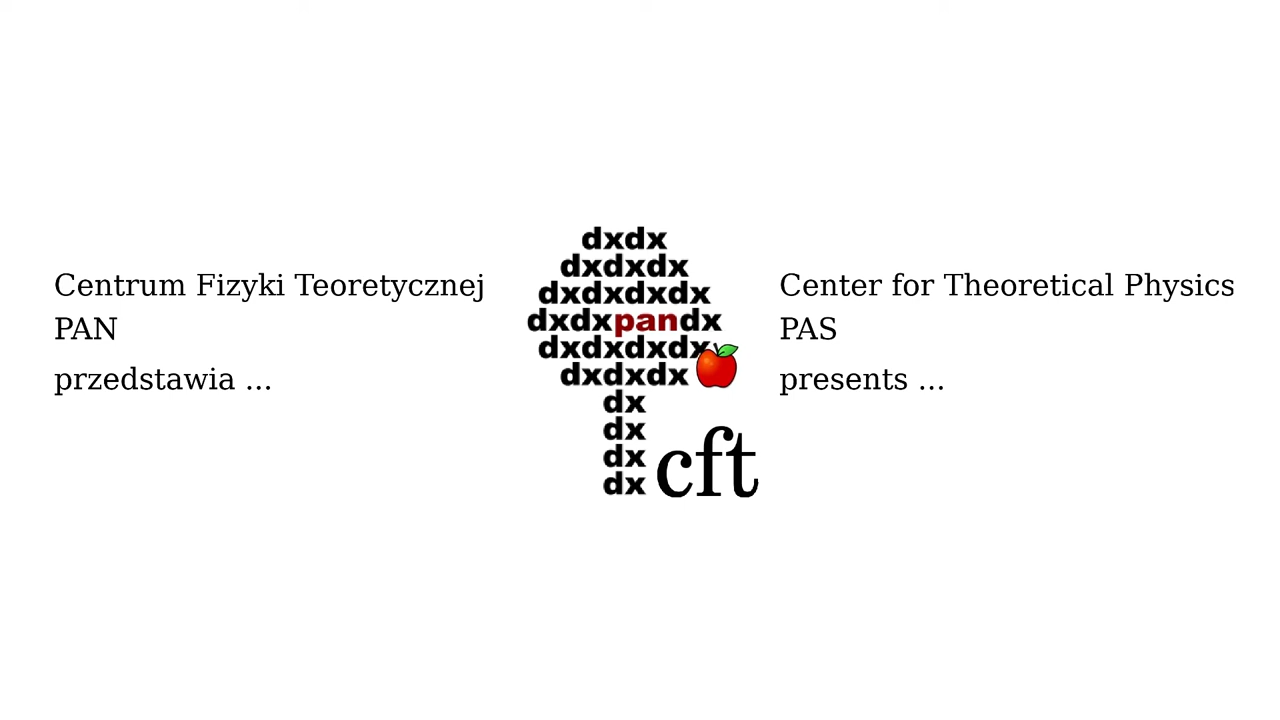 Centrum Fizyki Teoretycznej
PAN
przedstawia ...
dxdx
dxdxdx
dxdxdxdx
dxdxpandx
dxdxdxdx
dxdxdx
dx
dx
dx
dx
cft
Center for Theoretical Physics
PAS
presents ...